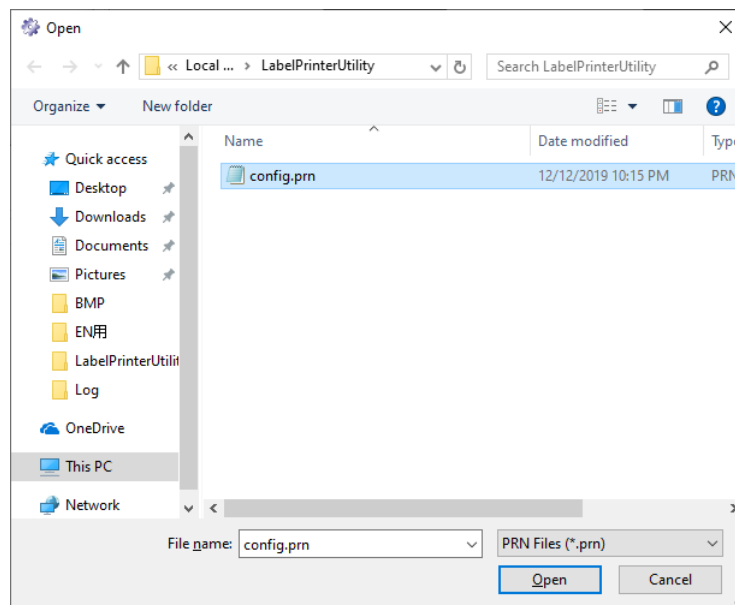 Open
« Local ... > LabelPrinterUtility
Search LabelPrinterUtility
Organize
New folder
Name
Date modified
Type
Quick access
config.prn
12/12/2019 10:15 PM
PRN
Desktop
Downloads
Documents
Pictures
BMP
EN用
LabelPrinterUtilit
Log
OneDrive
This PC
Network
File name:
config.prn
PRN Files (*.prn)
Open
Cancel